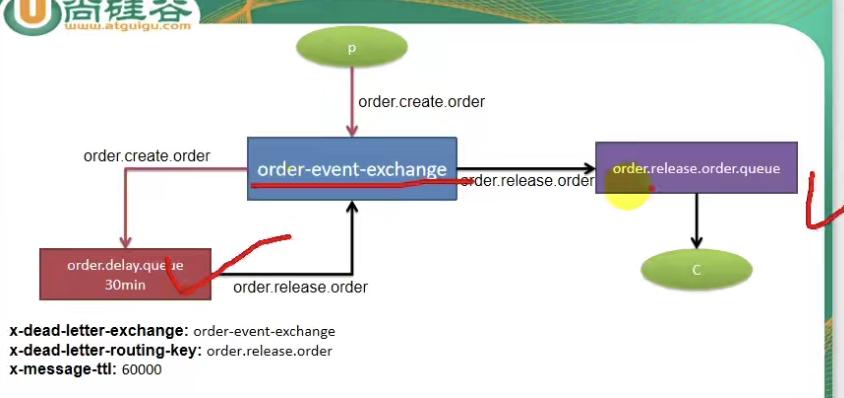 尚硅谷
www.atguigu.com
p
order.create.order
order.create.order
order-event-exchange
order.release.order
order.release.order.queue
order.delay.queue
30min
order.release.order
C
x-dead-letter-exchange: order-event-exchange
x-dead-letter-routing-key: order.release.order
x-message-ttl: 60000